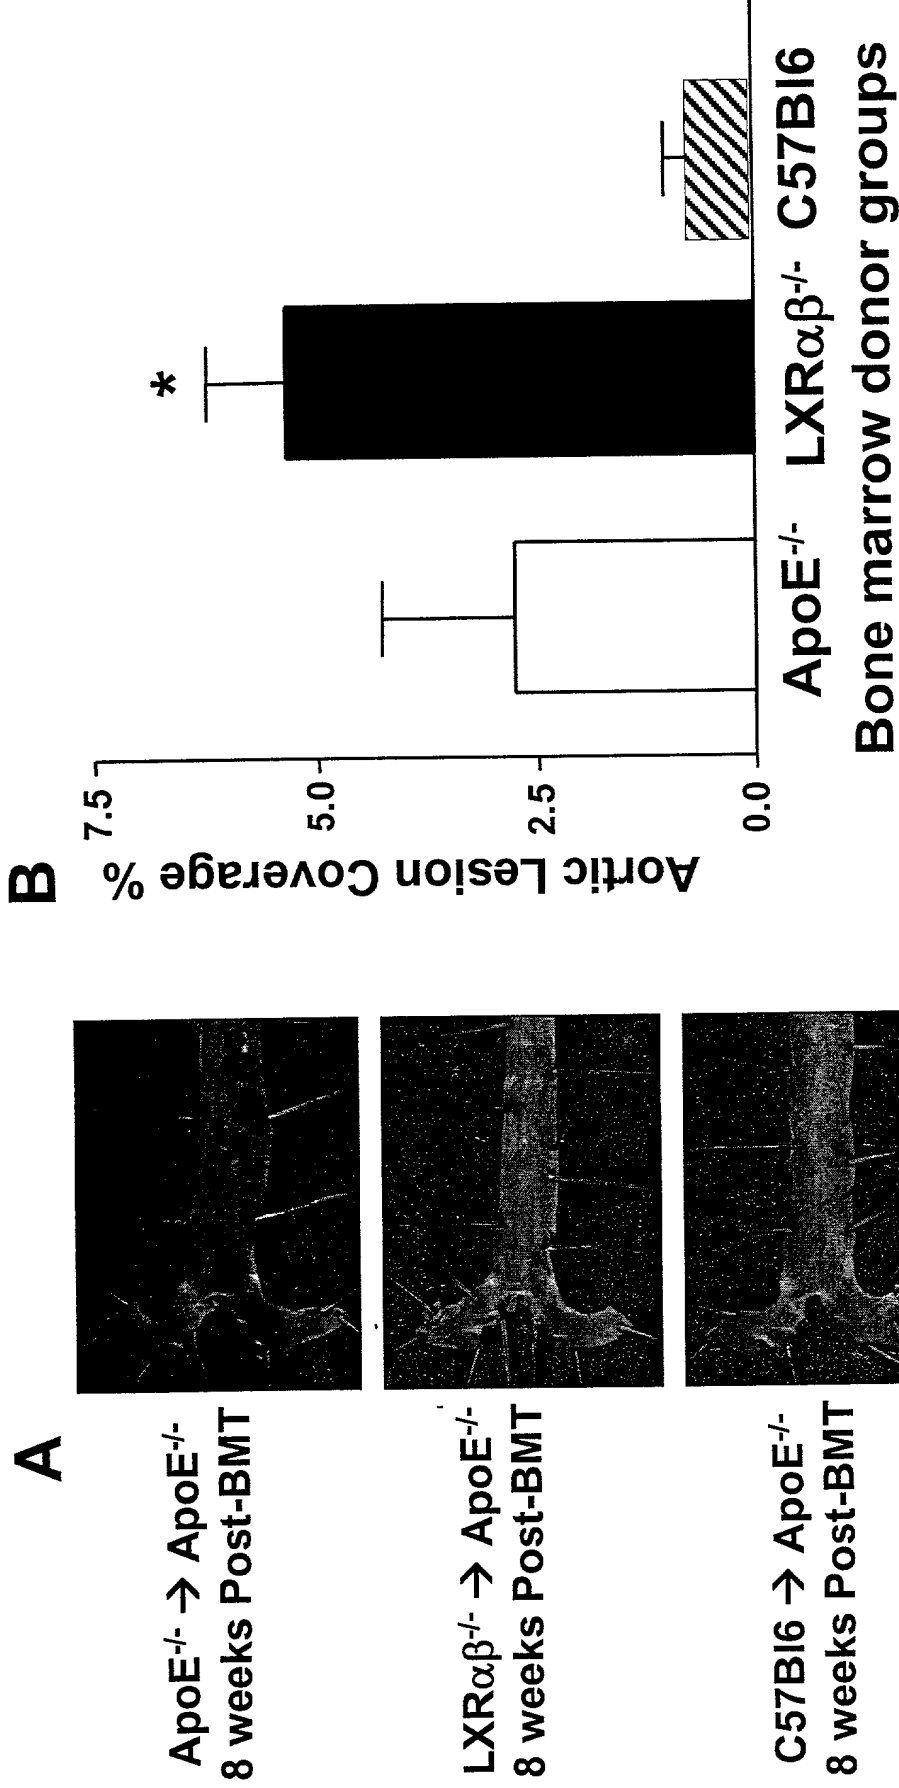 A
ApoE-/- → ApoE-/-
8 weeks Post-BMT
LXRαβ-/- → ApoE-/-
8 weeks Post-BMT
C57Bl6 → ApoE-/-
8 weeks Post-BMT
B
Aortic Lesion Coverage %
7.5
5.0
2.5
0.0
*
ApoE-/- LXRαβ-/- C57Bl6
Bone marrow donor groups